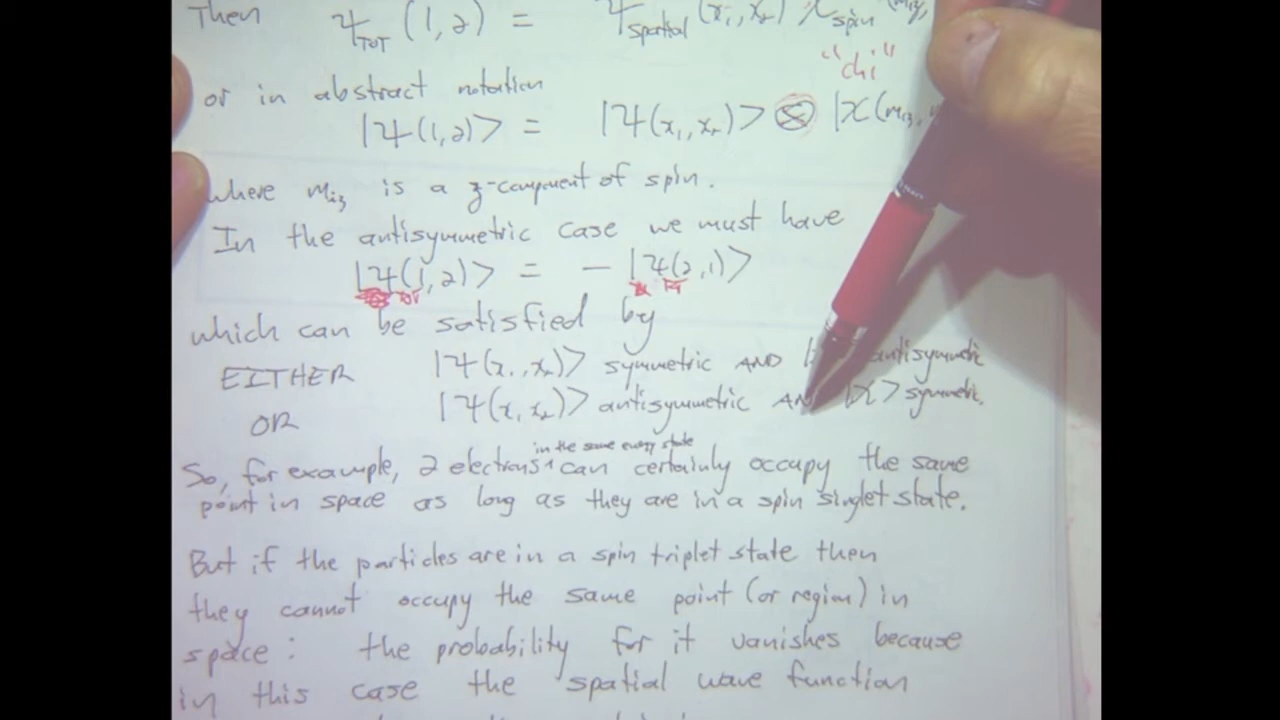 Then Ψ_TOT (1,2) = Ψ_spatial (x₁, x₂) χ_spin
"chi"
or in abstract notation
|Ψ(1,2)> = |Ψ(x₁, x₂)> ⊗ |χ(m₁₃,
where m_i₃ is a z-component of spin.
In the antisymmetric case we must have
|Ψ(1,2)> = − |Ψ(2,1)>
which can be satisfied by
EITHER |Ψ(x₁, x₂)> symmetric AND antisymmetric
OR |Ψ(x₁, x₂)> antisymmetric AND |χ> symmetric.
in the same energy state
So, for example, 2 electrons ^ can certainly occupy the same
point in space as long as they are in a spin singlet state.
But if the particles are in a spin triplet state then
they cannot occupy the same point (or region) in
space: the probability for it vanishes because
in this case the spatial wave function